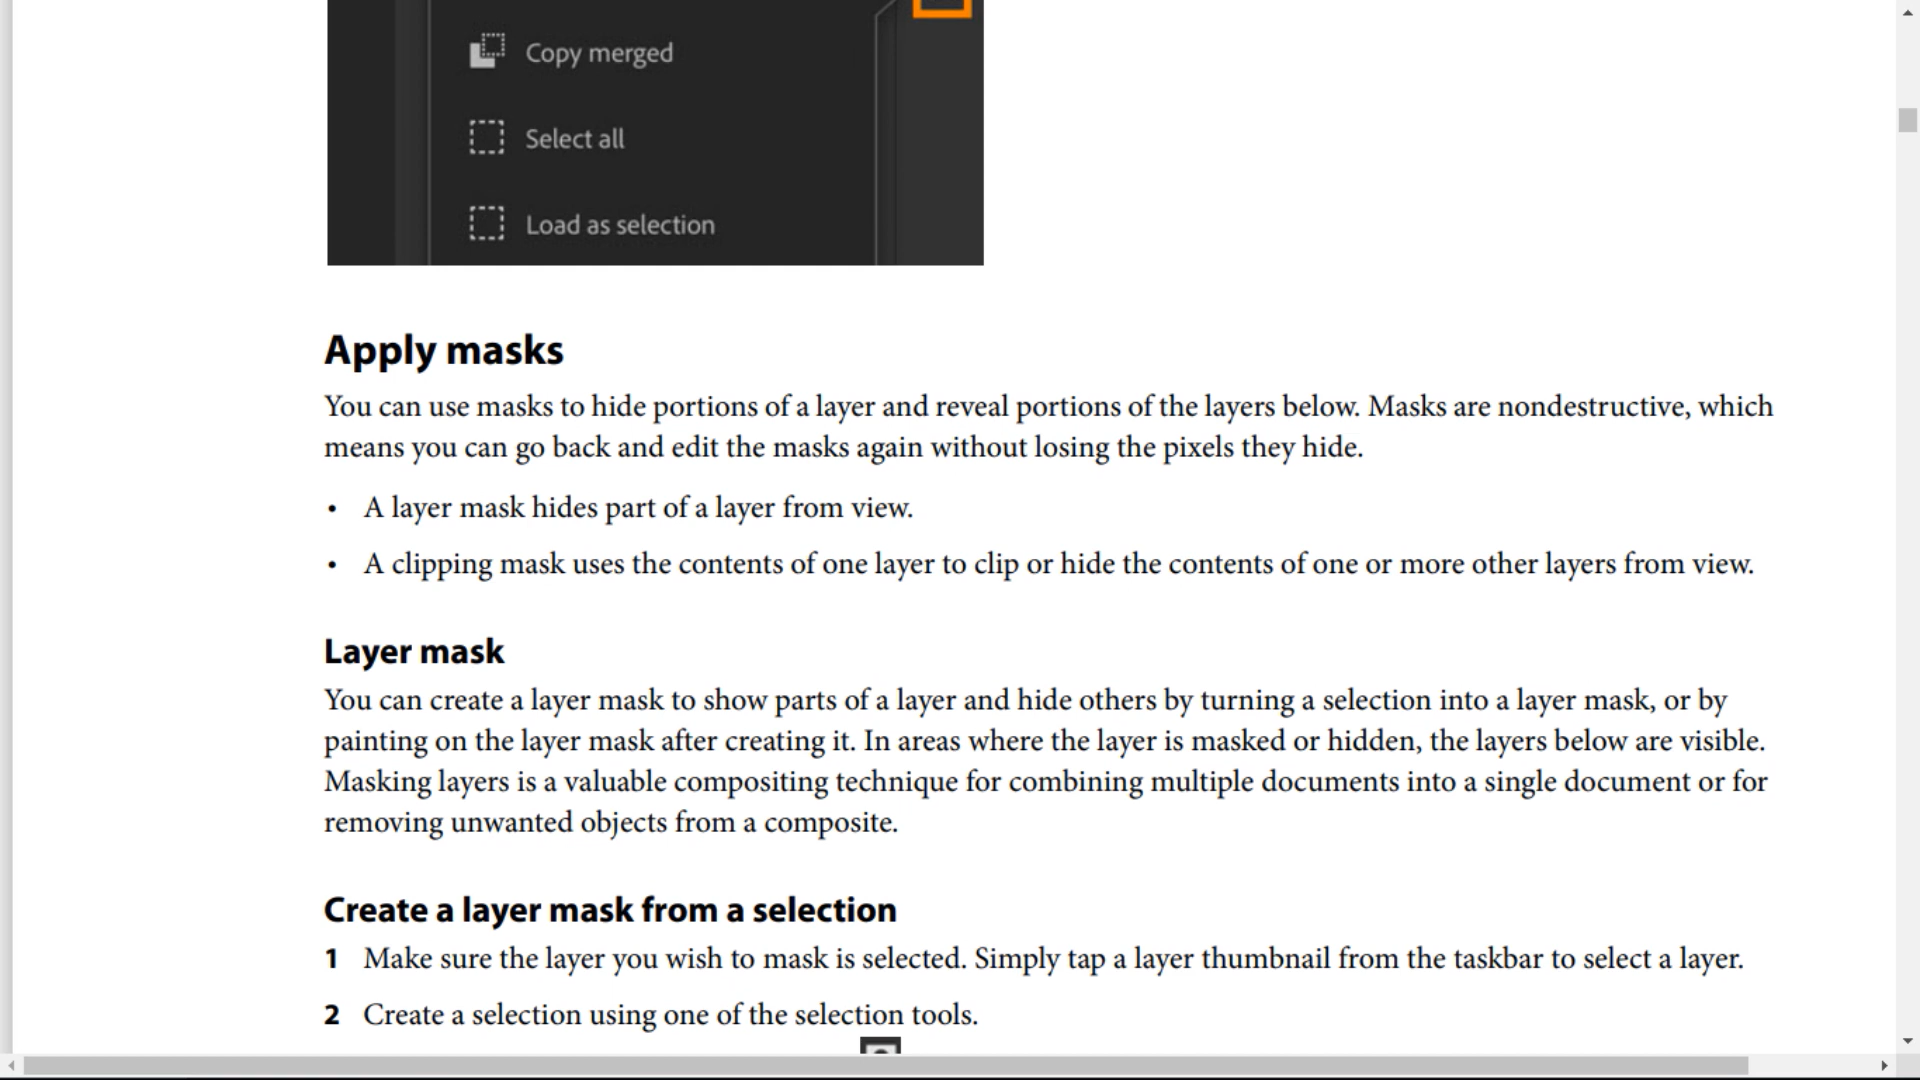 Copy merged
Select all
Load as selection
Apply masks
You can use masks to hide portions of a layer and reveal portions of the layers below. Masks are nondestructive, which
means you can go back and edit the masks again without losing the pixels they hide.
• A layer mask hides part of a layer from view.
• A clipping mask uses the contents of one layer to clip or hide the contents of one or more other layers from view.
Layer mask
You can create a layer mask to show parts of a layer and hide others by turning a selection into a layer mask, or by
painting on the layer mask after creating it. In areas where the layer is masked or hidden, the layers below are visible.
Masking layers is a valuable compositing technique for combining multiple documents into a single document or for
removing unwanted objects from a composite.
Create a layer mask from a selection
1 Make sure the layer you wish to mask is selected. Simply tap a layer thumbnail from the taskbar to select a layer.
2 Create a selection using one of the selection tools.